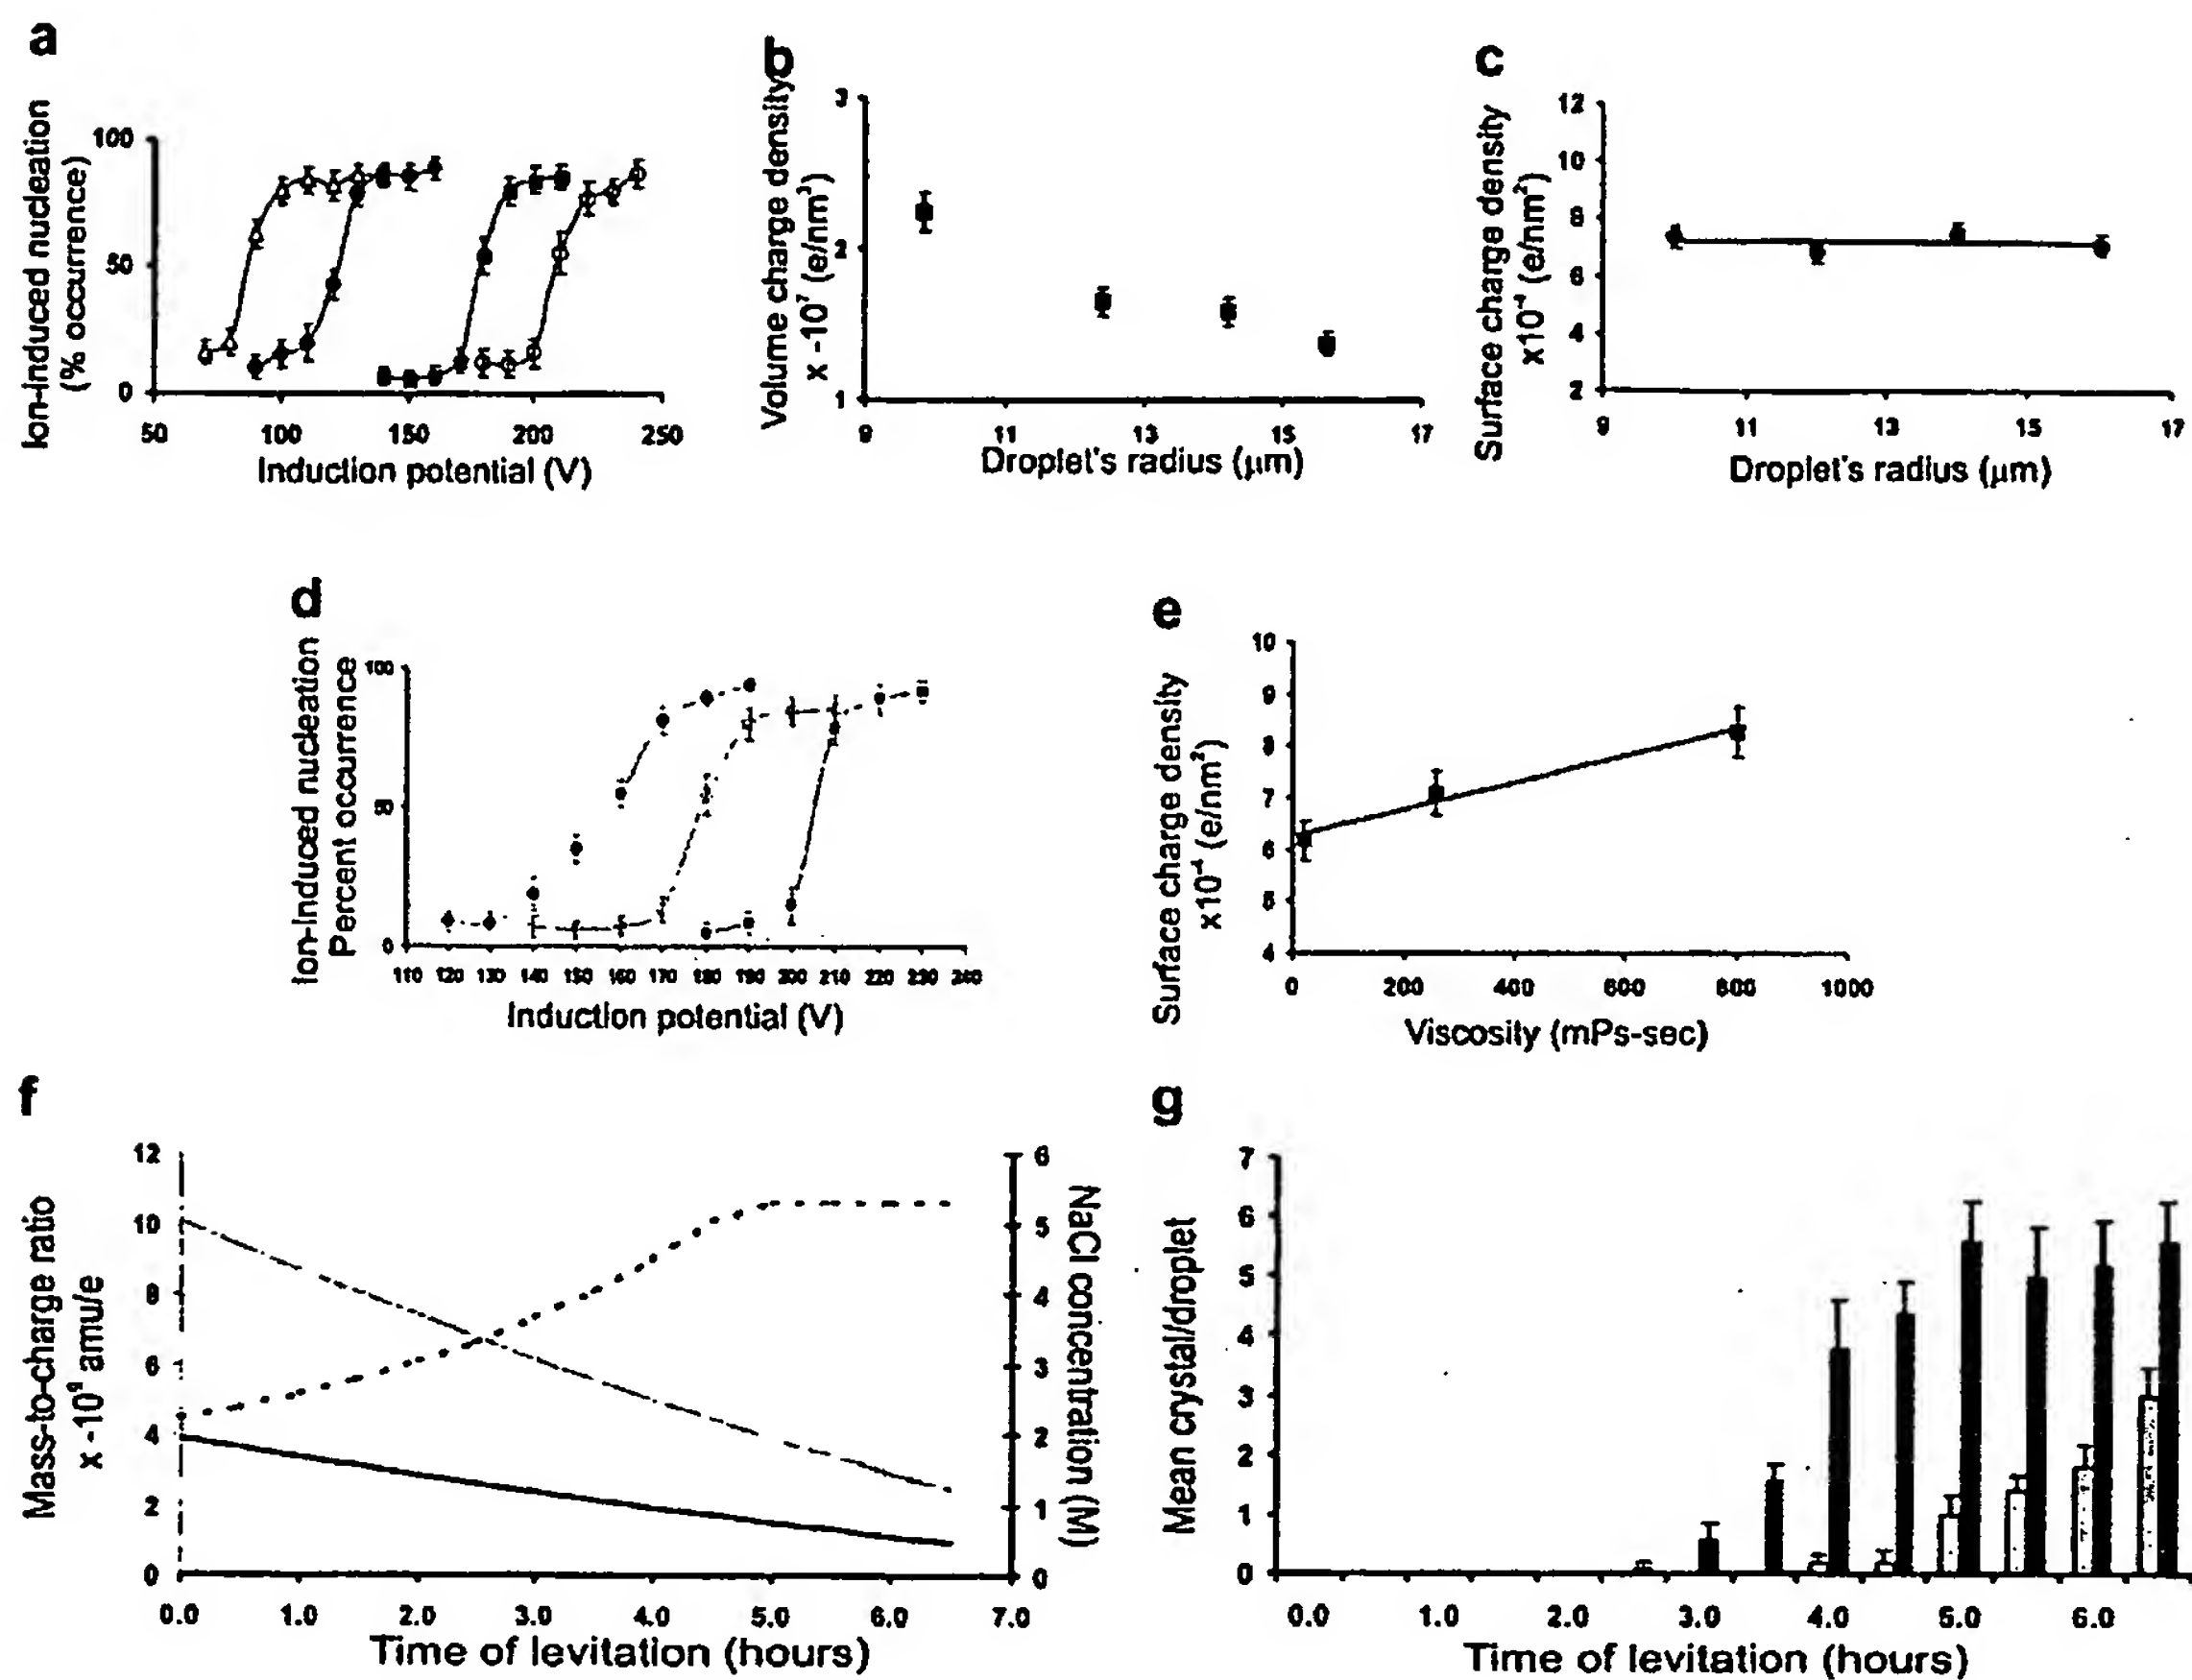 a
Ion-induced nucleation
(% occurrence)
100
50
0
50 100 150 200 250
Induction potential (V)
b
Volume charge density
x -10⁷ (e/nm³)
3
2
1
9 11 13 15 17
Droplet's radius (μm)
c
Surface charge density
x10⁻⁴ (e/nm²)
12
10
8
6
4
2
9 11 13 15 17
Droplet's radius (μm)
d
Ion-induced nucleation
Percent occurrence
100
50
0
110 120 130 140 150 160 170 180 190 200 210 220 230 240
Induction potential (V)
e
Surface charge density
x10⁻⁴ (e/nm²)
10
9
8
7
6
5
4
0 200 400 600 800 1000
Viscosity (mPs-sec)
f
Mass-to-charge ratio
x -10⁹ amu/e
12
10
8
6
4
2
0
NaCl concentration (M)
6
5
4
3
2
1
0
0.0 1.0 2.0 3.0 4.0 5.0 6.0 7.0
Time of levitation (hours)
g
Mean crystal/droplet
7
6
5
4
3
2
1
0
0.0 1.0 2.0 3.0 4.0 5.0 6.0
Time of levitation (hours)